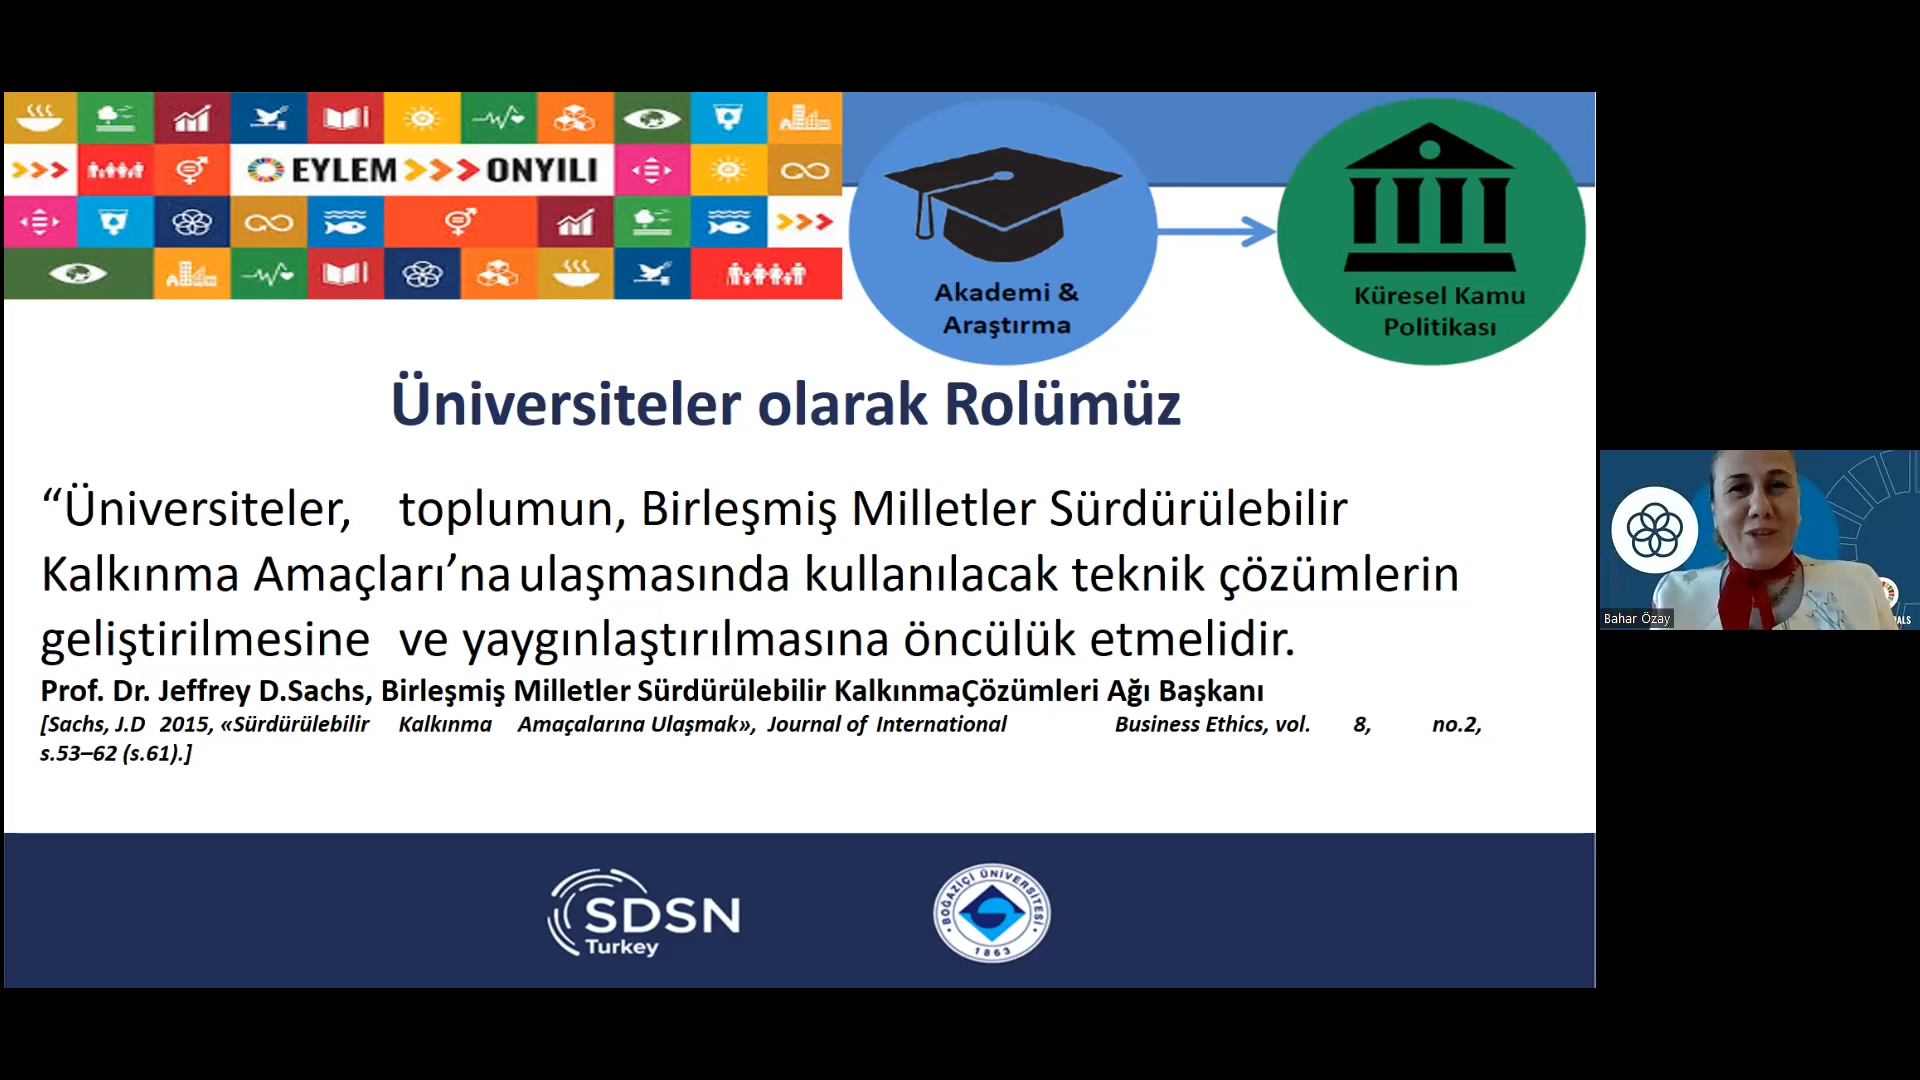 EYLEM >>> ONYILI
Akademi &
Araştırma
Küresel Kamu
Politikası
Üniversiteler olarak Rolümüz
“Üniversiteler, toplumun, Birleşmiş Milletler Sürdürülebilir
Kalkınma Amaçları’na ulaşmasında kullanılacak teknik çözümlerin
geliştirilmesine ve yaygınlaştırılmasına öncülük etmelidir.
Prof. Dr. Jeffrey D.Sachs, Birleşmiş Milletler Sürdürülebilir KalkınmaÇözümleri Ağı Başkanı
[Sachs, J.D 2015, «Sürdürülebilir Kalkınma Amaçalarına Ulaşmak», Journal of International Business Ethics, vol. 8, no.2,
s.53–62 (s.61).]
Bahar Özay
SDSN
Turkey
BOĞAZİÇİ ÜNİVERSİTESİ
1863